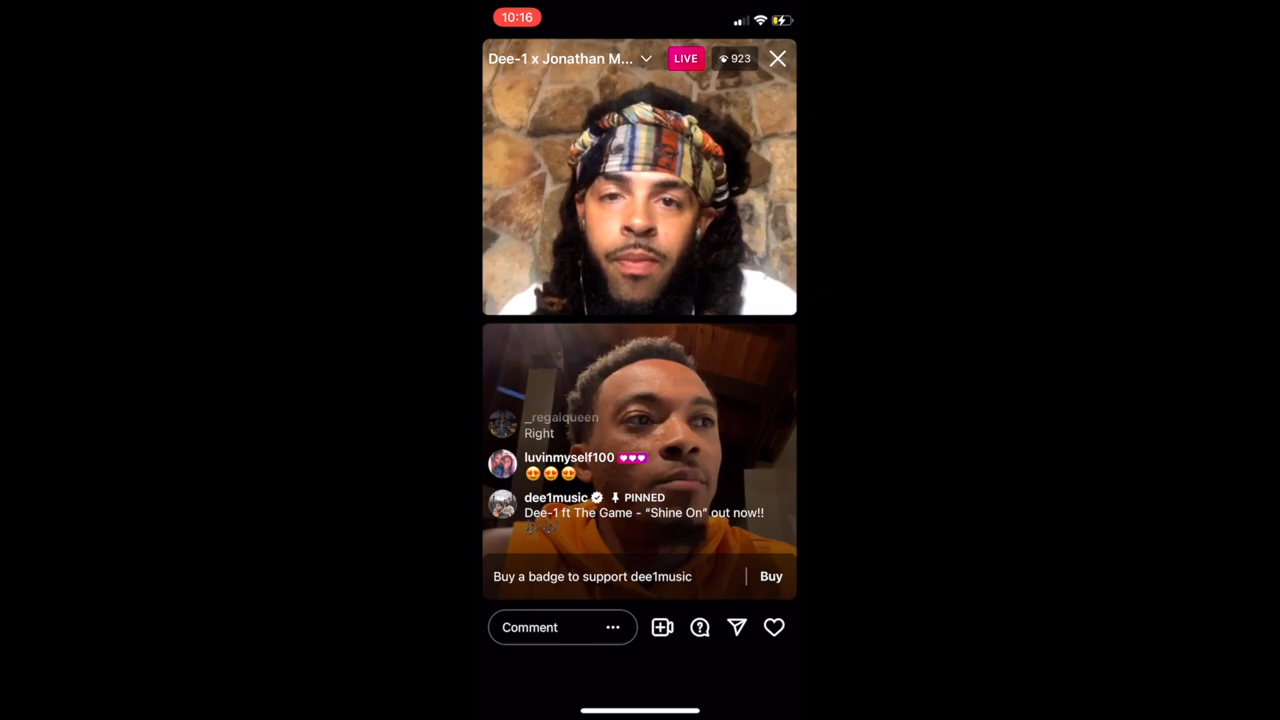 10:16
Dee-1 x Jonathan M...
LIVE
923
_regalqueen
Right
luvinmyself100
dee1music PINNED
Dee-1 ft The Game - “Shine On” out now!!
Buy a badge to support dee1music
Buy
Comment